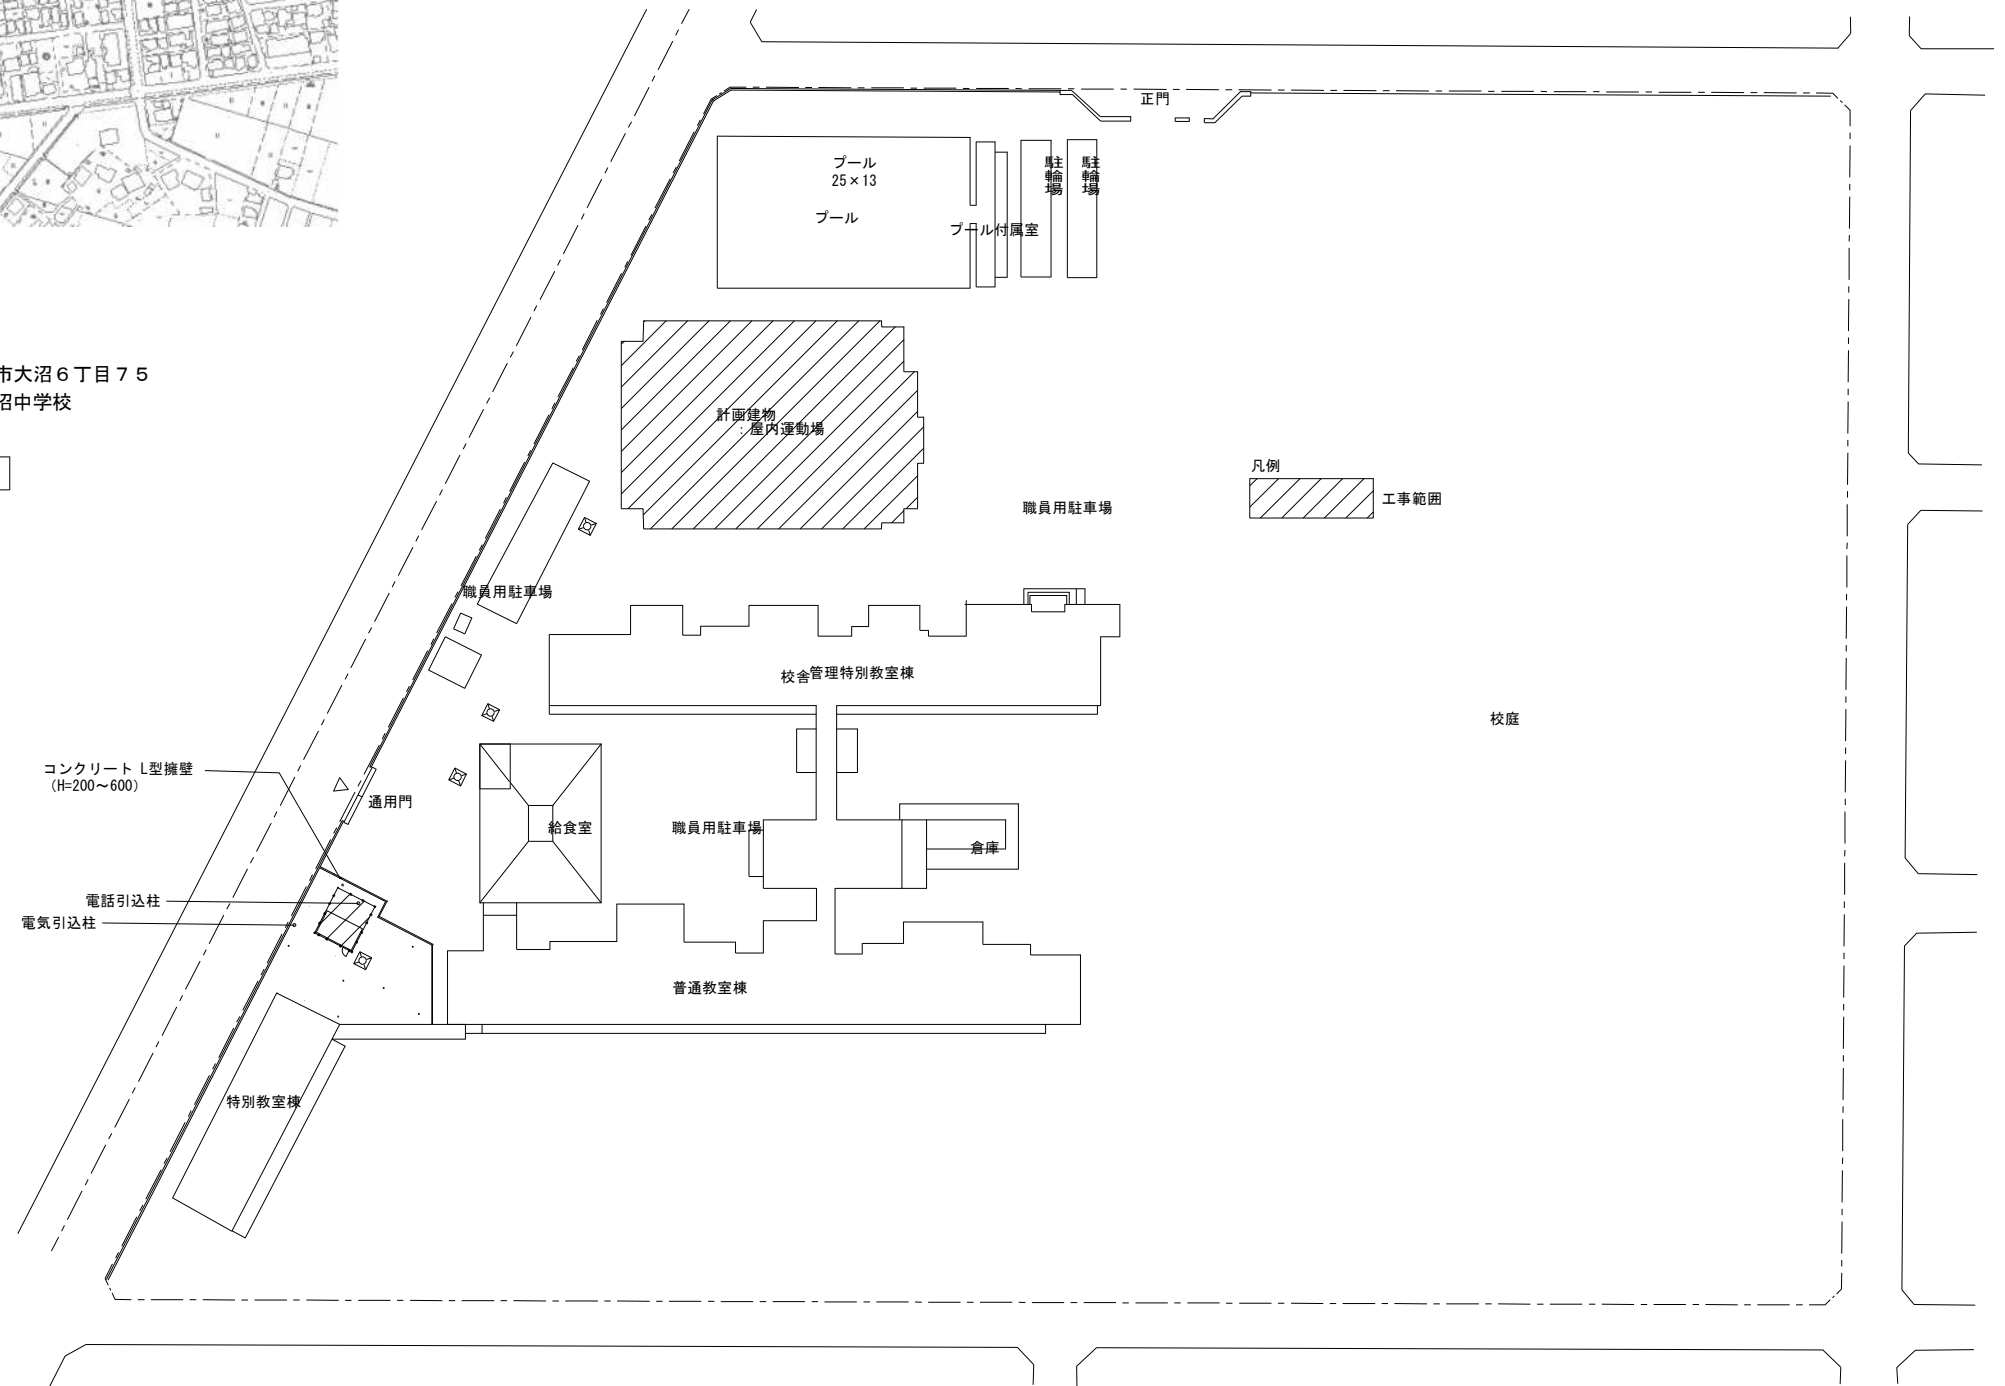 正門
プール
25×13
プール
プール付属室
駐輪場
駐輪場
市大沼６丁目７５
沼中学校
計画建物
：屋内運動場
凡例
工事範囲
職員用駐車場
職員用駐車場
校舎
管理特別教室棟
校庭
コンクリート L型擁壁
(H=200～600)
通用門
給食室
職員用駐車場
倉庫
電話引込柱
電気引込柱
普通教室棟
特別教室棟